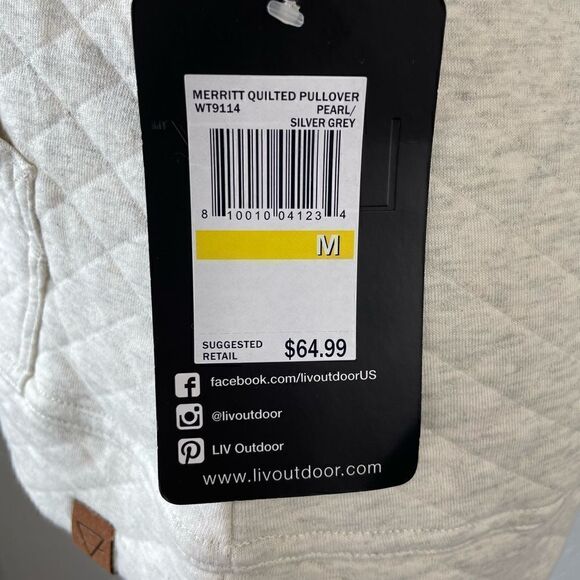 MERRITT QUILTED PULLOVER
WT9114 PEARL/
SILVER GREY
8 10010 04123 4
M
SUGGESTED
RETAIL $64.99
facebook.com/livoutdoorUS
@livoutdoor
LIV Outdoor
www.livoutdoor.com